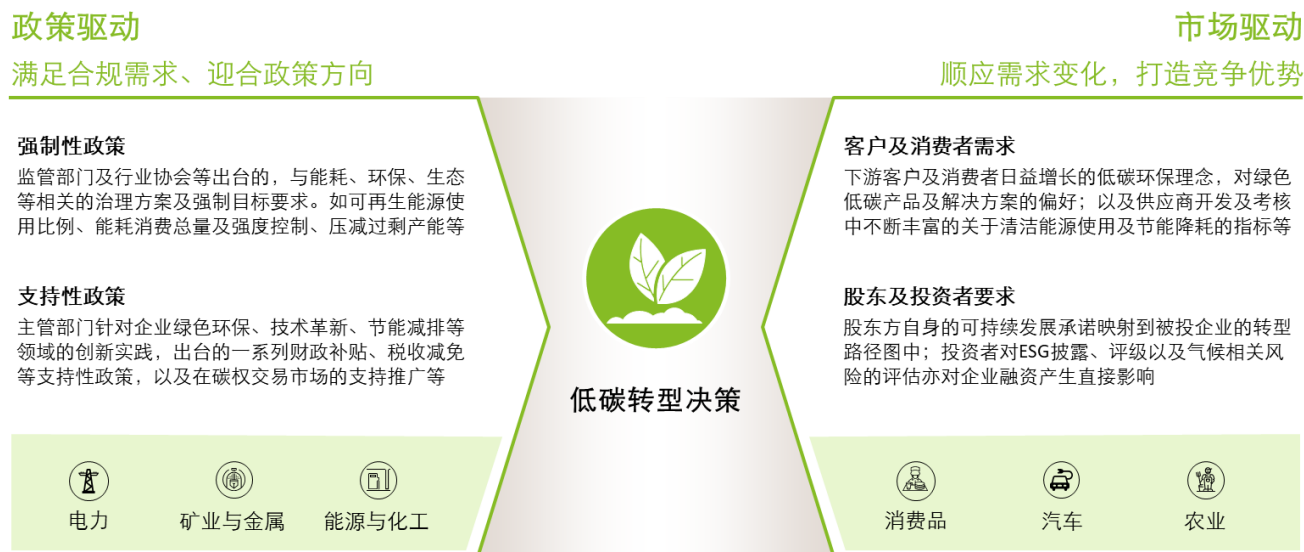 政策驱动
满足合规需求、迎合政策方向
强制性政策
监管部门及行业协会等出台的，与能耗、环保、生态
等相关的治理方案及强制目标要求。如可再生能源使
用比例、能耗消费总量及强度控制、压减过剩产能等
支持性政策
主管部门针对企业绿色环保、技术革新、节能减排等
领域的创新实践，出台的一系列财政补贴、税收减免
等支持性政策，以及在碳权交易市场的支持推广等
电力
矿业与金属
能源与化工
低碳转型决策
市场驱动
顺应需求变化，打造竞争优势
客户及消费者需求
下游客户及消费者日益增长的低碳环保理念，对绿色
低碳产品及解决方案的偏好；以及供应商开发及考核
中不断丰富的关于清洁能源使用及节能降耗的指标等
股东及投资者要求
股东方自身的可持续发展承诺映射到被投企业的转型
路径图中；投资者对ESG披露、评级以及气候相关风
险的评估亦对企业融资产生直接影响
消费品
汽车
农业